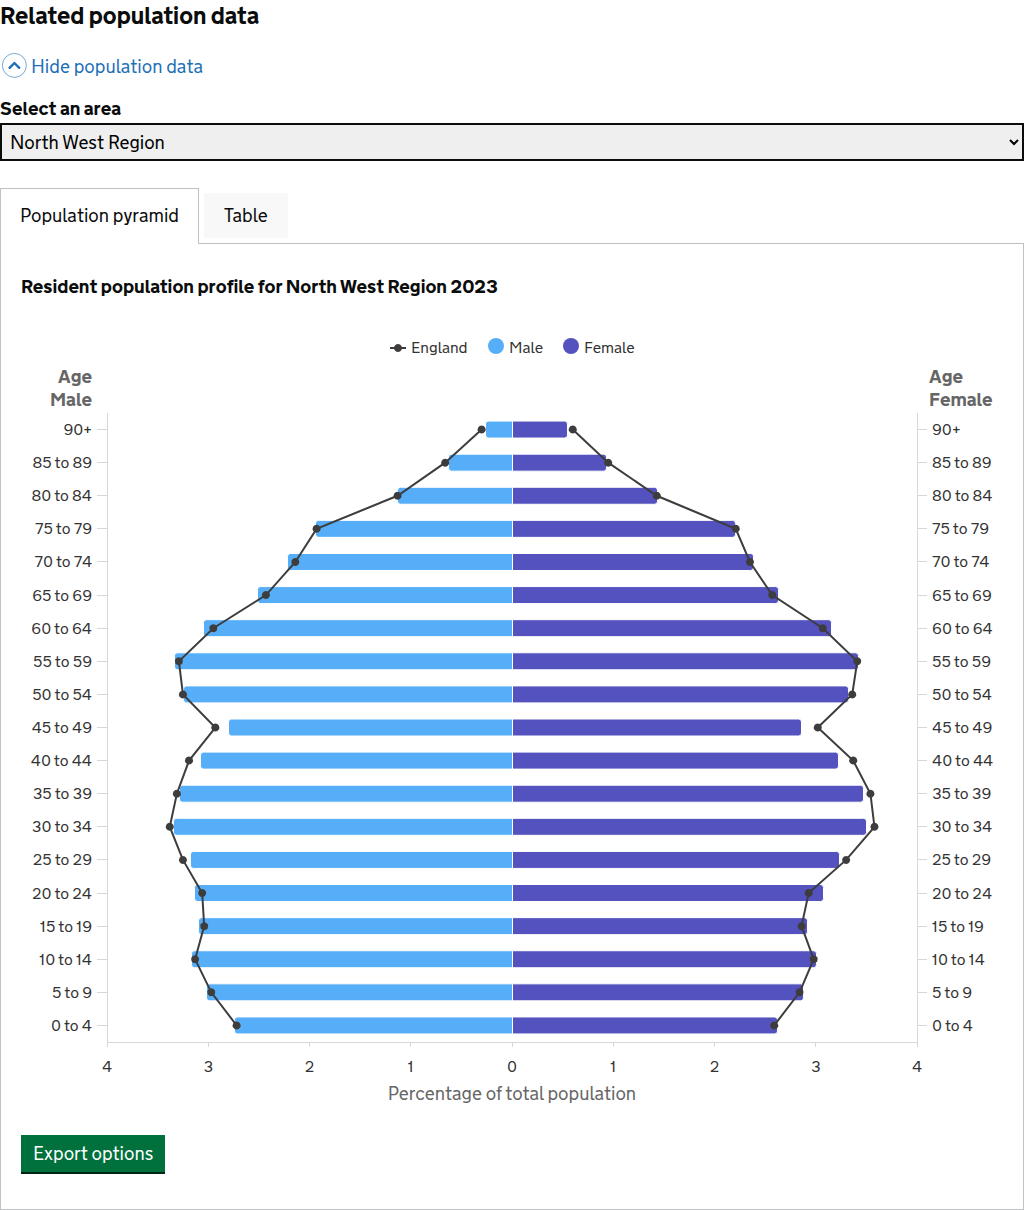 Related population data
Hide population data
Select an area
North West Region
Population pyramid Table
Resident population profile for North West Region 2023
England Male Female
Age Age
Male Female
90+ 90+
85 to 89 85 to 89
80 to 84 80 to 84
75 to 79 75 to 79
70 to 74 70 to 74
65 to 69 65 to 69
60 to 64 60 to 64
55 to 59 55 to 59
50 to 54 50 to 54
45 to 49 45 to 49
40 to 44 40 to 44
35 to 39 35 to 39
30 to 34 30 to 34
25 to 29 25 to 29
20 to 24 20 to 24
15 to 19 15 to 19
10 to 14 10 to 14
5 to 9 5 to 9
0 to 4 0 to 4
4 3 2 1 0 1 2 3 4
Percentage of total population
Export options